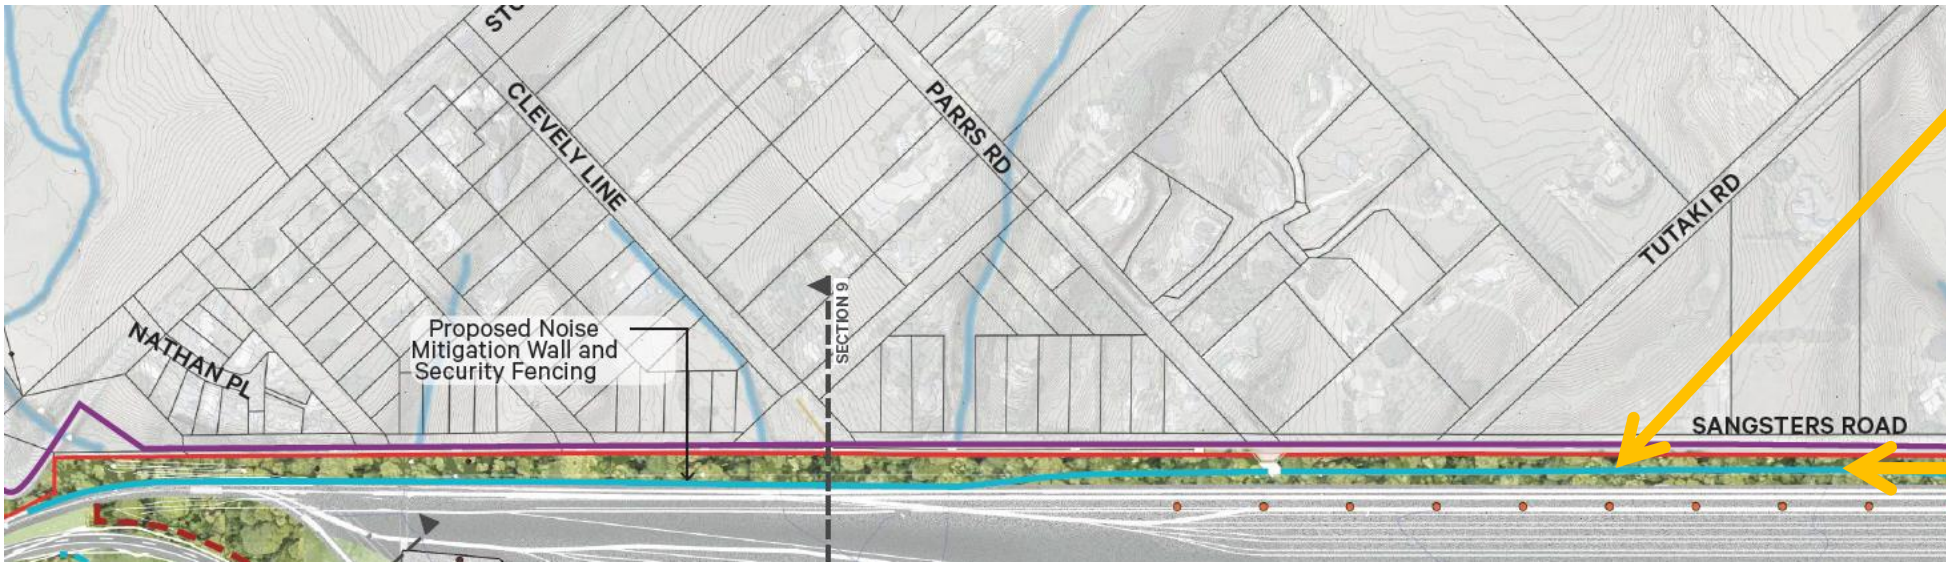 STO
CLEVELY LINE
PARRS RD
TUTAKI RD
NATHAN PL
Proposed Noise
Mitigation Wall and
Security Fencing
SECTION 9
SANGSTERS ROAD